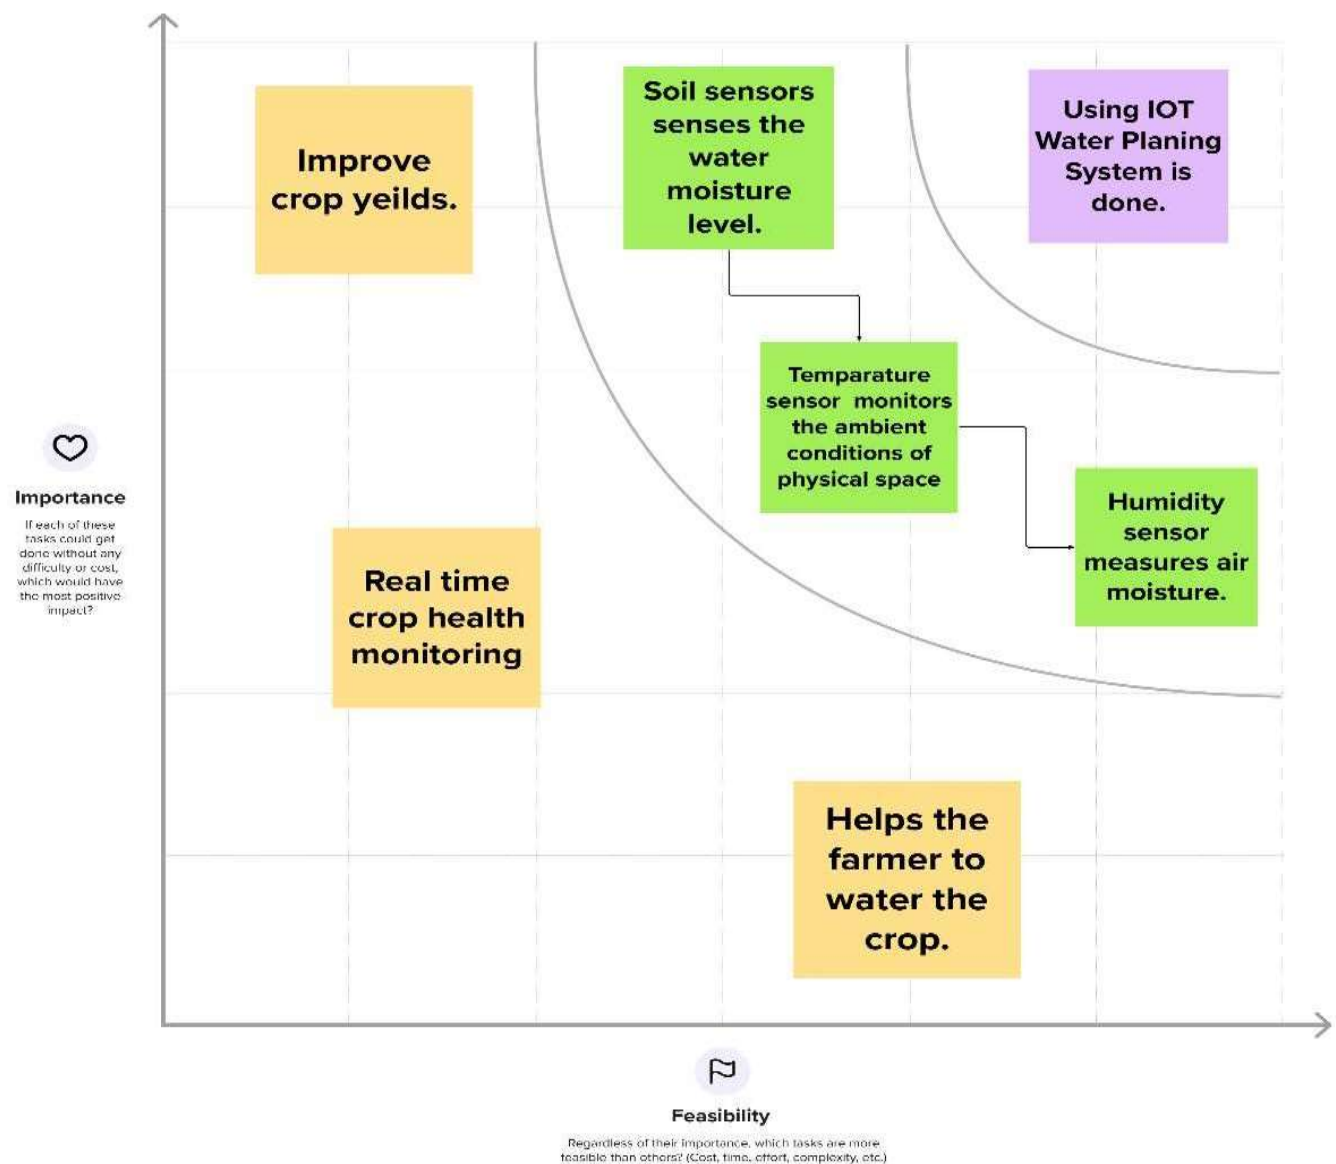 Improve
crop yeilds.
Soil sensors
senses the
water
moisture
level.
Using IOT
Water Planing
System is
done.
Temparature
sensor monitors
the ambient
conditions of
physical space
Humidity
sensor
measures air
moisture.
Importance
If each of these
tasks could get
done without any
difficulty or cost,
which would have
the most positive
impact?
Real time
crop health
monitoring
Helps the
farmer to
water the
crop.
Feasibility
Regardless of their importance, which tasks are more
feasible than others? (Cost, time, effort, complexity, etc.)